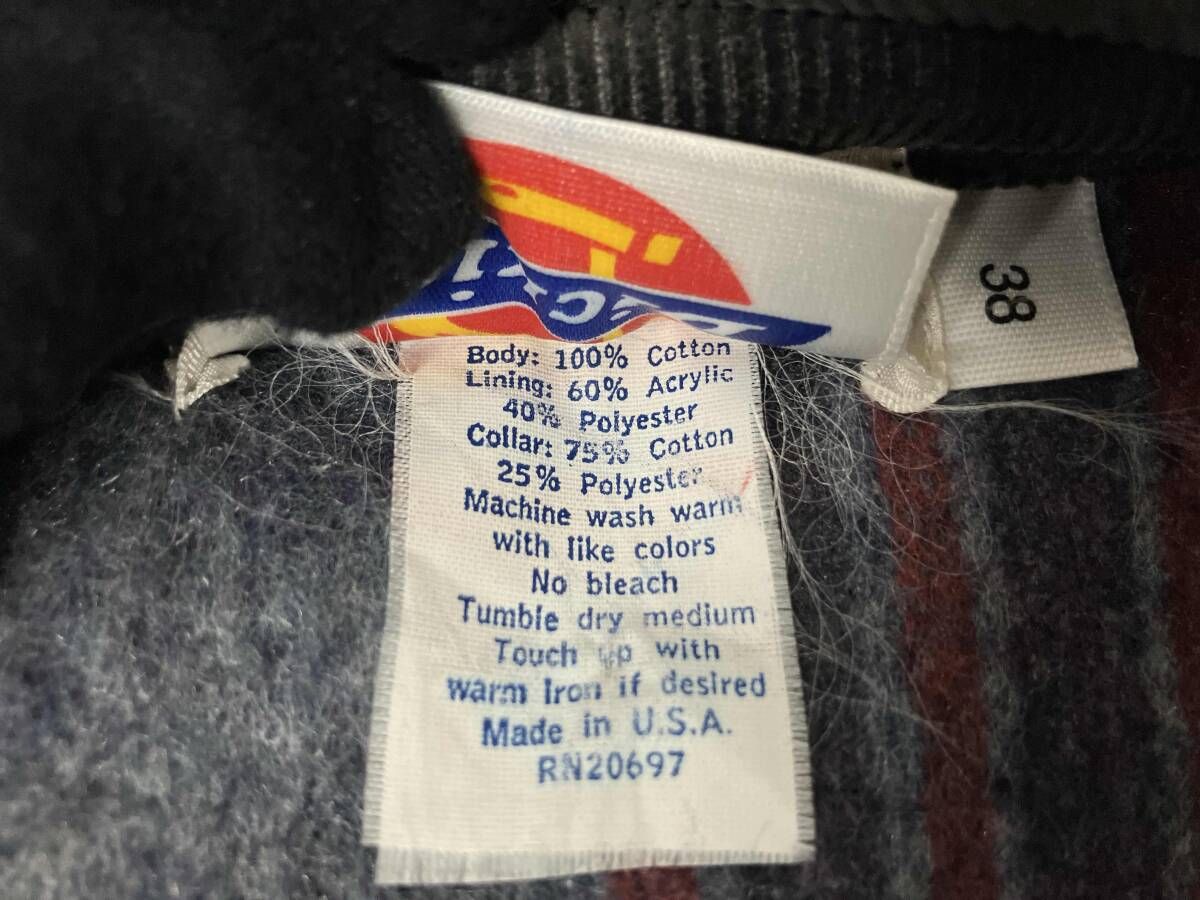 38
Body: 100% Cotton
Lining: 60% Acrylic
40% Polyester
Collar: 75% Cotton
25% Polyester
Machine wash warm
with like colors
No bleach
Tumble dry medium
Touch up with
warm iron if desired
Made in U.S.A.
RN20697